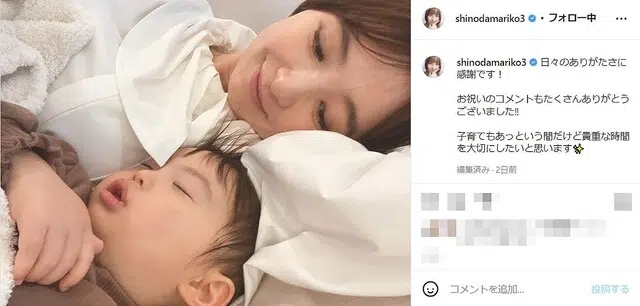 shinodamariko3 • フォロー中
shinodamariko3 日々のありがたさに
感謝です！
お祝いのコメントもたくさんありがとう
ございました!!
子育てもあっという間だけど貴重な時間
を大切にしたいと思います✨
編集済み・2日前
コメントを追加...
投稿する